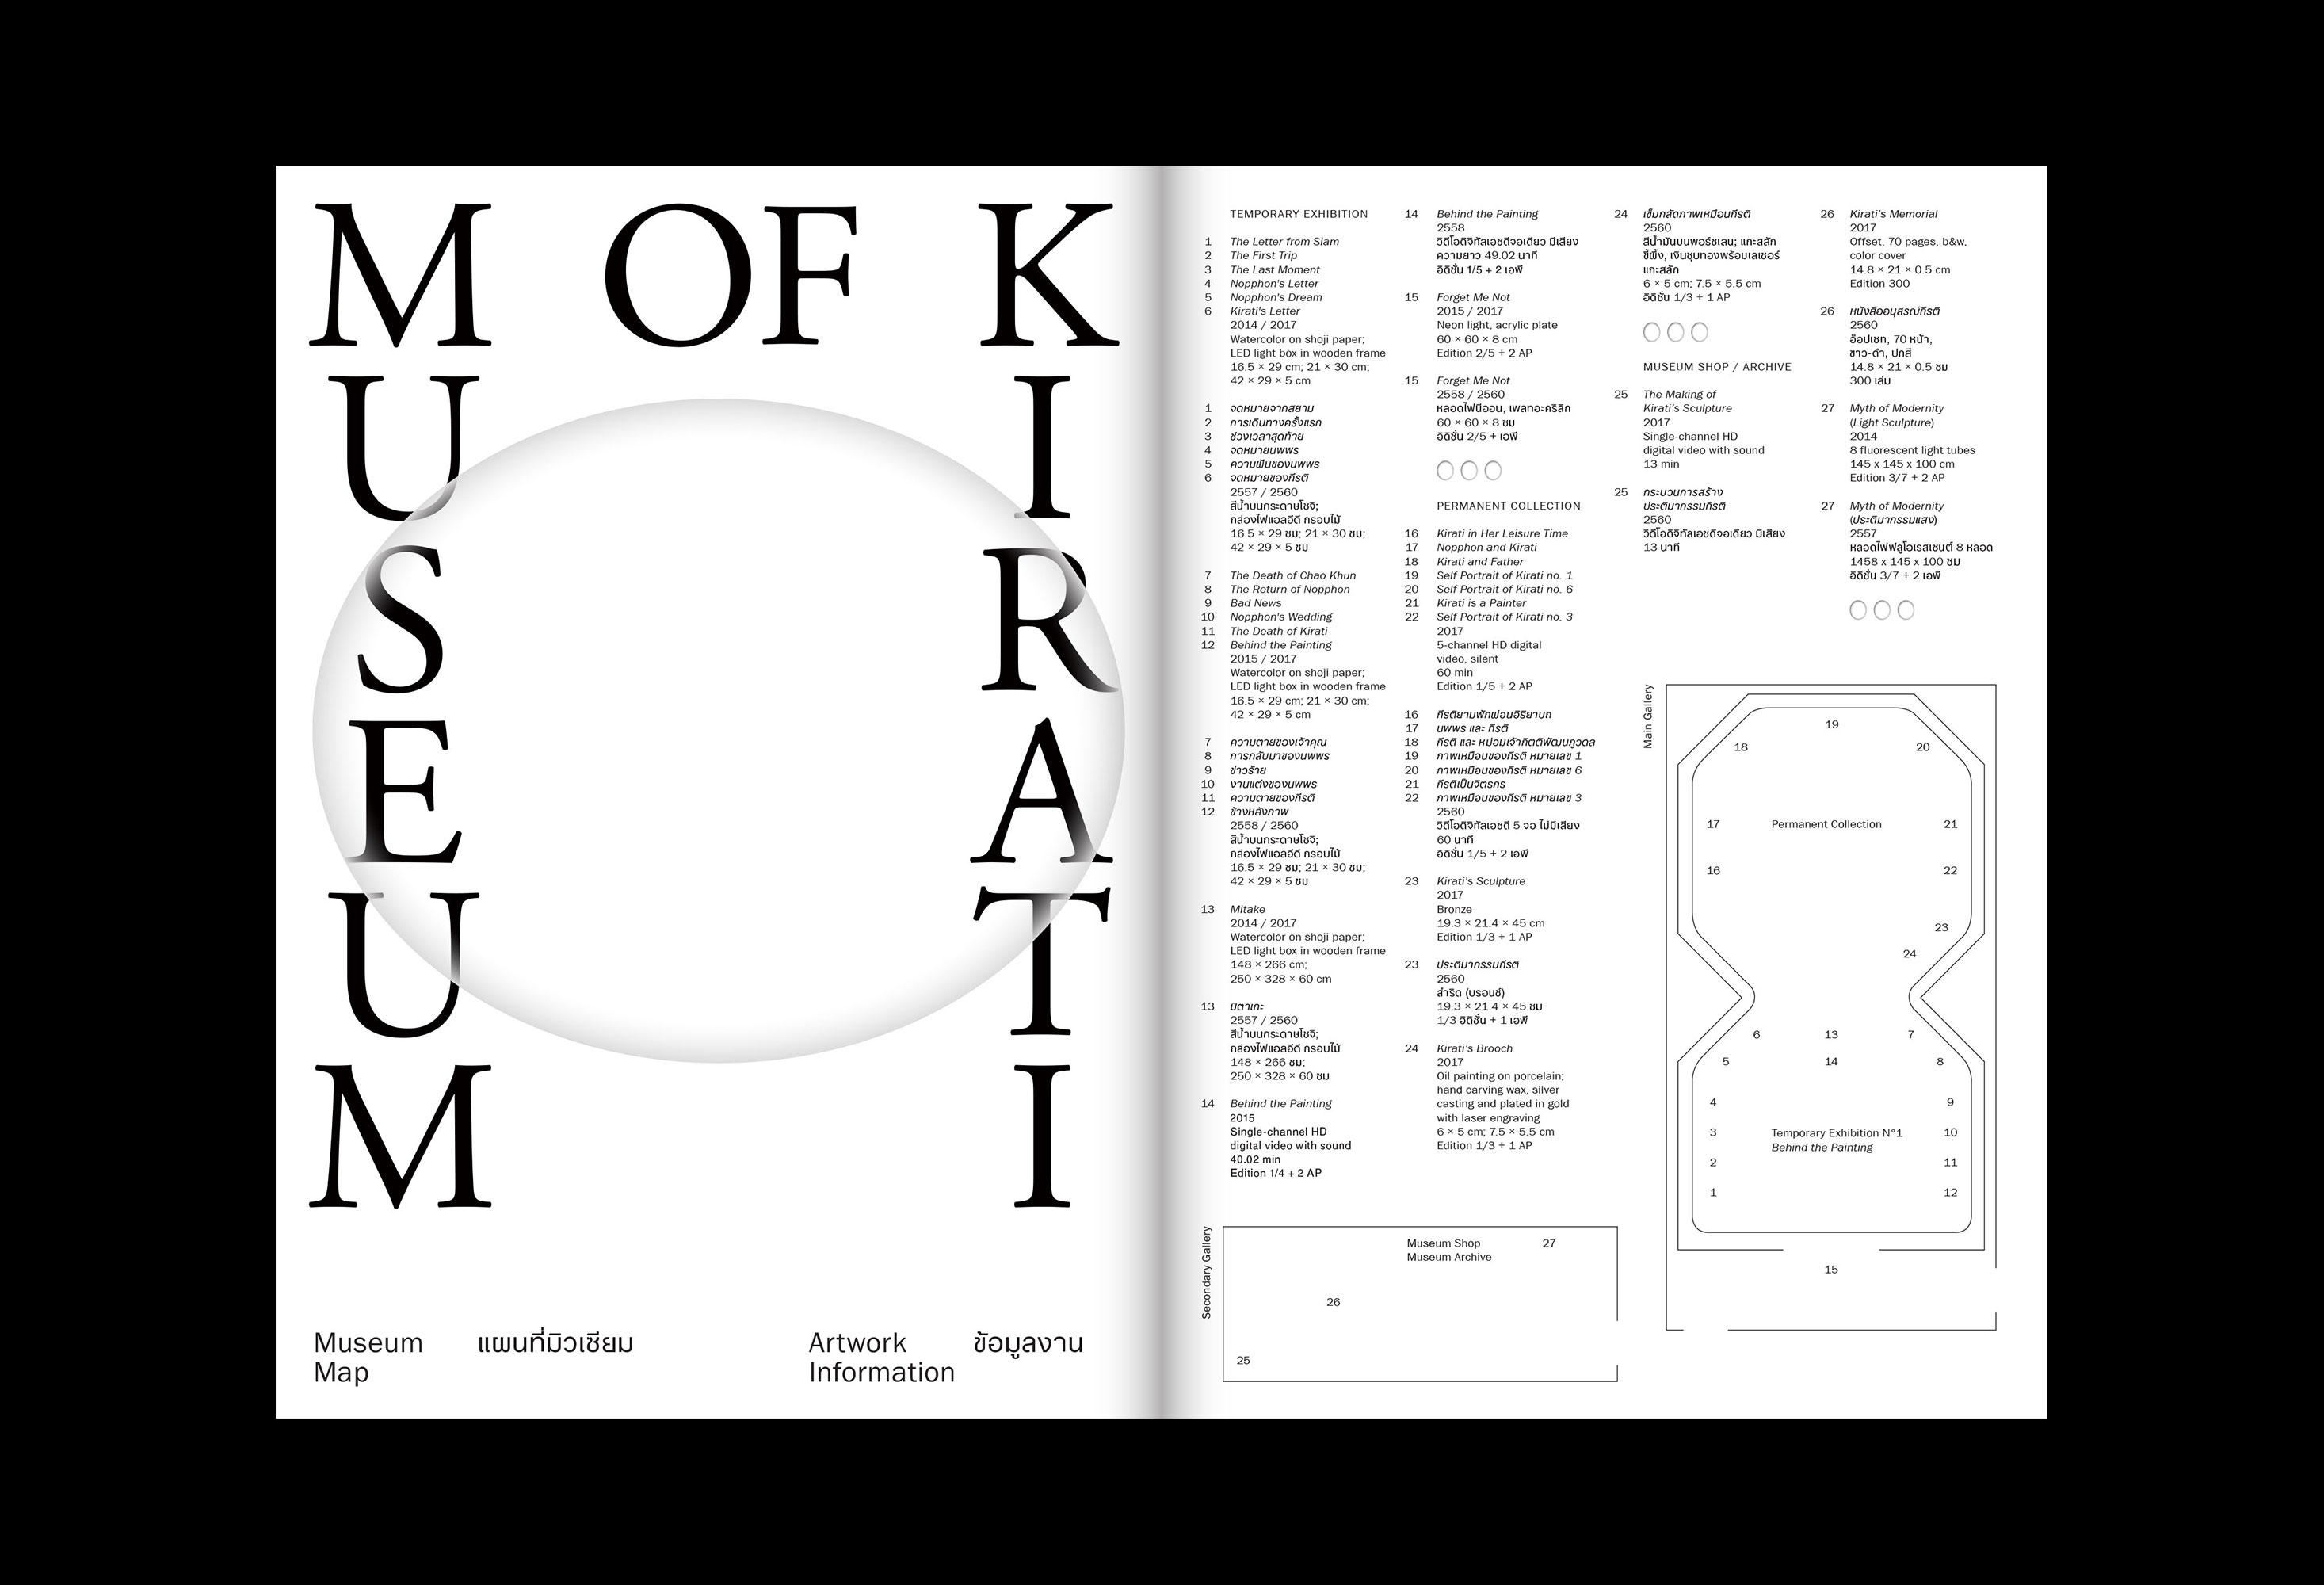 MUSEUM
OF
KIRATI
Museum
Map
แผนที่มิวเซียม
Artwork
Information
ข้อมูลงาน
TEMPORARY EXHIBITION
1 The Letter from Siam
2 The First Trip
3 The Last Moment
4 Nopphon's Letter
5 Nopphon's Dream
6 Kirati's Letter
2014 / 2017
Watercolor on shoji paper;
LED light box in wooden frame
16.5 × 29 cm; 21 × 30 cm;
42 × 29 × 5 cm
1 จดหมายจากสยาม
2 การเดินทางครั้งแรก
3 ช่วงเวลาสุดท้าย
4 จดหมายนพพร
5 ความฝันของนพพร
6 จดหมายของกีรติ
2557 / 2560
สีน้ำบนกระดาษโชจิ;
กล่องไฟแอลอีดี กรอบไม้
16.5 × 29 ซม; 21 × 30 ซม;
42 × 29 × 5 ซม
7 The Death of Chao Khun
8 The Return of Nopphon
9 Bad News
10 Nopphon's Wedding
11 The Death of Kirati
12 Behind the Painting
2015 / 2017
Watercolor on shoji paper;
LED light box in wooden frame
16.5 × 29 cm; 21 × 30 cm;
42 × 29 × 5 cm
7 ความตายของเจ้าคุณ
8 การกลับมาของนพพร
9 ข่าวร้าย
10 งานแต่งของนพพร
11 ความตายของกีรติ
12 ข้างหลังภาพ
2558 / 2560
สีน้ำบนกระดาษโชจิ;
กล่องไฟแอลอีดี กรอบไม้
16.5 × 29 ซม; 21 × 30 ซม;
42 × 29 × 5 ซม
13 Mitake
2014 / 2017
Watercolor on shoji paper;
LED light box in wooden frame
148 × 266 cm;
250 × 328 × 60 cm
13 มิตาเกะ
2557 / 2560
สีน้ำบนกระดาษโชจิ;
กล่องไฟแอลอีดี กรอบไม้
148 × 266 ซม;
250 × 328 × 60 ซม
14 Behind the Painting
2015
Single-channel HD
digital video with sound
40.02 min
Edition 1/4 + 2 AP
14 Behind the Painting
2558
วิดีโอดิจิทัลเอชดีจอเดียว มีเสียง
ความยาว 49.02 นาที
อิดิชั่น 1/5 + 2 เอพี
15 Forget Me Not
2015 / 2017
Neon light, acrylic plate
60 × 60 × 8 cm
Edition 2/5 + 2 AP
15 Forget Me Not
2558 / 2560
หลอดไฟนีออน, เพลทอะคริลิก
60 × 60 × 8 ซม
อิดิชั่น 2/5 + เอพี
PERMANENT COLLECTION
16 Kirati in Her Leisure Time
17 Nopphon and Kirati
18 Kirati and Father
19 Self Portrait of Kirati no. 1
20 Self Portrait of Kirati no. 6
21 Kirati is a Painter
22 Self Portrait of Kirati no. 3
2017
5-channel HD digital
video, silent
60 min
Edition 1/5 + 2 AP
16 กีรติยามพักผ่อนอิริยาบถ
17 นพพร และ กีรติ
18 กีรติ และ หม่อมเจ้ากิตติพัฒนภูวดล
19 ภาพเหมือนของกีรติ หมายเลข 1
20 ภาพเหมือนของกีรติ หมายเลข 6
21 กีรติเป็นจิตรกร
22 ภาพเหมือนของกีรติ หมายเลข 3
2560
วิดีโอดิจิทัลเอชดี 5 จอ ไม่มีเสียง
60 นาที
อิดิชั่น 1/5 + 2 เอพี
23 Kirati's Sculpture
2017
Bronze
19.3 × 21.4 × 45 cm
Edition 1/3 + 1 AP
23 ประติมากรรมกีรติ
2560
สำริด (บรอนซ์)
19.3 × 21.4 × 45 ซม
1/3 อิดิชั่น + 1 เอพี
24 Kirati's Brooch
2017
Oil painting on porcelain;
hand carving wax, silver
casting and plated in gold
with laser engraving
6 × 5 cm; 7.5 × 5.5 cm
Edition 1/3 + 1 AP
24 เข็มกลัดภาพเหมือนกีรติ
2560
สีน้ำมันบนพอร์ซเลน; แกะสลัก
ขี้ผึ้ง, เงินชุบทองพร้อมเลเซอร์
แกะสลัก
6 × 5 cm; 7.5 × 5.5 cm
อิดิชั่น 1/3 + 1 AP
MUSEUM SHOP / ARCHIVE
25 The Making of
Kirati's Sculpture
2017
Single-channel HD
digital video with sound
13 min
25 กระบวนการสร้าง
ประติมากรรมกีรติ
2560
วิดีโอดิจิทัลเอชดีจอเดียว มีเสียง
13 นาที
26 Kirati's Memorial
2017
Offset, 70 pages, b&w,
color cover
14.8 × 21 × 0.5 cm
Edition 300
26 หนังสืออนุสรณ์กีรติ
2560
อ็อปเซท, 70 หน้า,
ขาว-ดำ, ปกสี
14.8 × 21 × 0.5 ซม
300 เล่ม
27 Myth of Modernity
(Light Sculpture)
2014
8 fluorescent light tubes
145 x 145 x 100 cm
Edition 3/7 + 2 AP
27 Myth of Modernity
(ประติมากรรมแสง)
2557
หลอดไฟฟลูโอเรสเซนต์ 8 หลอด
1458 x 145 x 100 ซม
อิดิชั่น 3/7 + 2 เอพี
Main Gallery
19
18 20
17 Permanent Collection 21
16 22
23
24
6 13 7
5 14 8
4 9
3 Temporary Exhibition N°1 10
Behind the Painting
2 11
1 12
15
Secondary Gallery
Museum Shop 27
Museum Archive
26
25